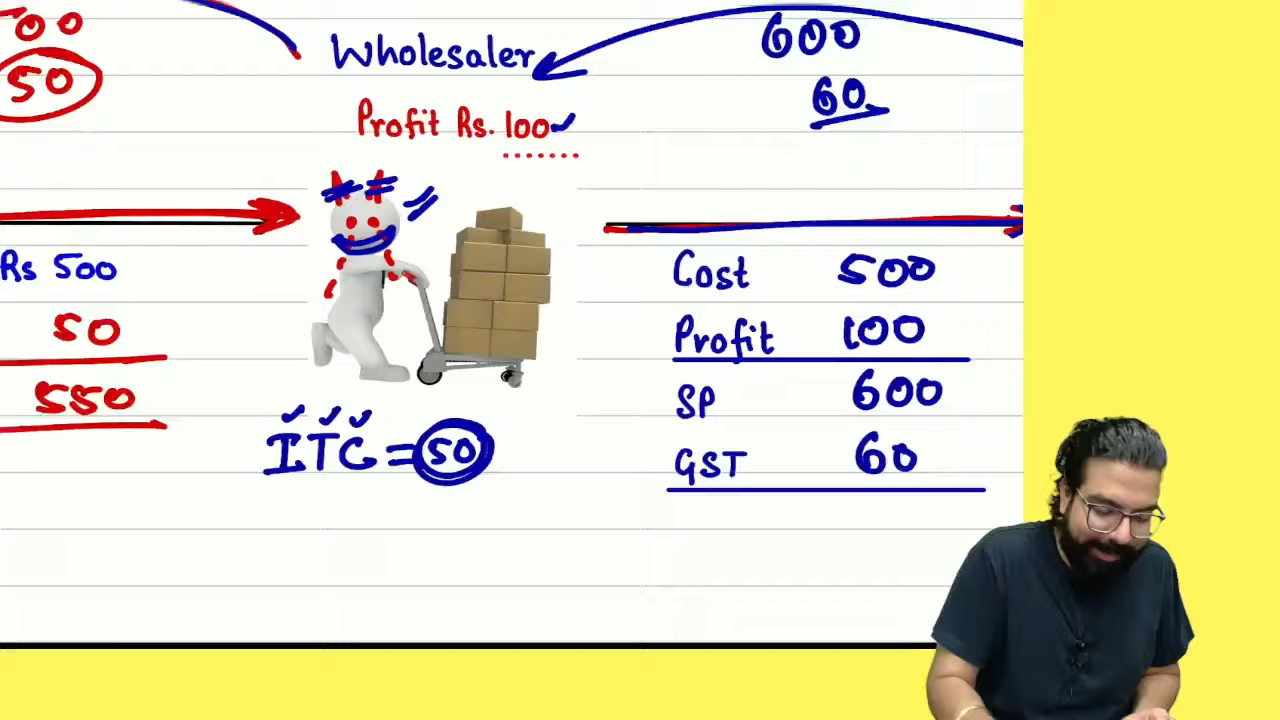 00
50
Wholesaler
600
60
Profit Rs. 100
Rs 500
50
550
ITC = 50
Cost 500
Profit 100
SP 600
GST 60